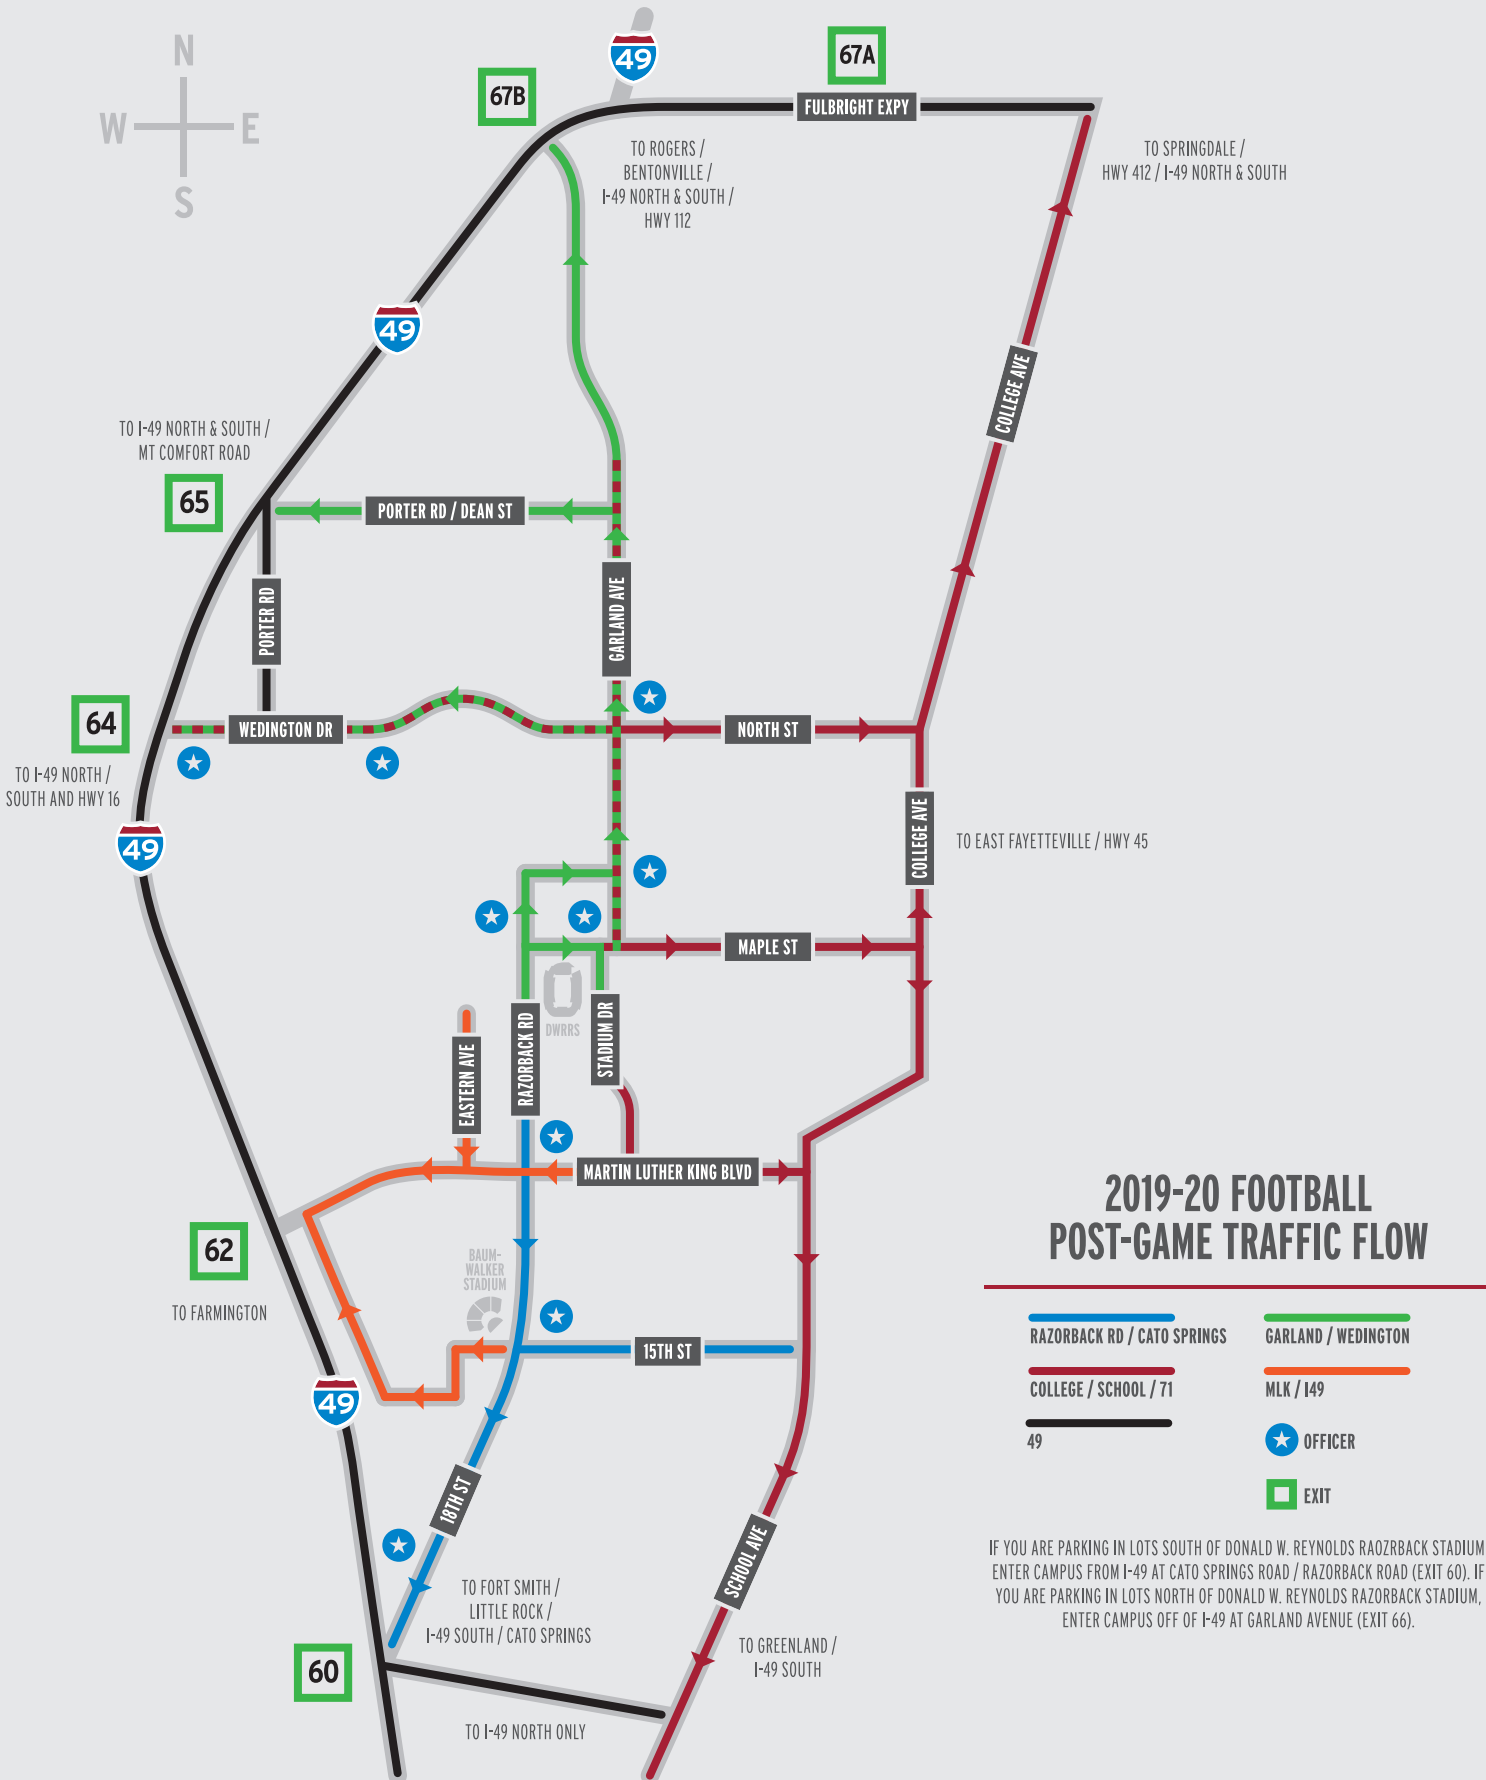 N
W
E
S
49
67B
67A
FULBRIGHT EXPY
TO ROGERS /
BENTONVILLE /
I-49 NORTH & SOUTH /
HWY 112
TO SPRINGDALE /
HWY 412 / I-49 NORTH & SOUTH
49
COLLEGE AVE
TO I-49 NORTH & SOUTH /
MT COMFORT ROAD
65
PORTER RD / DEAN ST
PORTER RD
GARLAND AVE
64
WEDINGTON DR
NORTH ST
TO I-49 NORTH /
SOUTH AND HWY 16
49
COLLEGE AVE
TO EAST FAYETTEVILLE / HWY 45
MAPLE ST
DWRRS
RAZORBACK RD
STADIUM DR
EASTERN AVE
MARTIN LUTHER KING BLVD
62
TO FARMINGTON
BAUM-
WALKER
STADIUM
15TH ST
49
18TH ST
SCHOOL AVE
TO FORT SMITH /
LITTLE ROCK /
I-49 SOUTH / CATO SPRINGS
TO GREENLAND /
I-49 SOUTH
60
TO I-49 NORTH ONLY
2019-20 FOOTBALL
POST-GAME TRAFFIC FLOW
RAZORBACK RD / CATO SPRINGS
GARLAND / WEDINGTON
COLLEGE / SCHOOL / 71
MLK / I49
49
OFFICER
EXIT
IF YOU ARE PARKING IN LOTS SOUTH OF DONALD W. REYNOLDS RAOZRBACK STADIUM
ENTER CAMPUS FROM I-49 AT CATO SPRINGS ROAD / RAZORBACK ROAD (EXIT 60). IF
YOU ARE PARKING IN LOTS NORTH OF DONALD W. REYNOLDS RAZORBACK STADIUM,
ENTER CAMPUS OFF OF I-49 AT GARLAND AVENUE (EXIT 66).